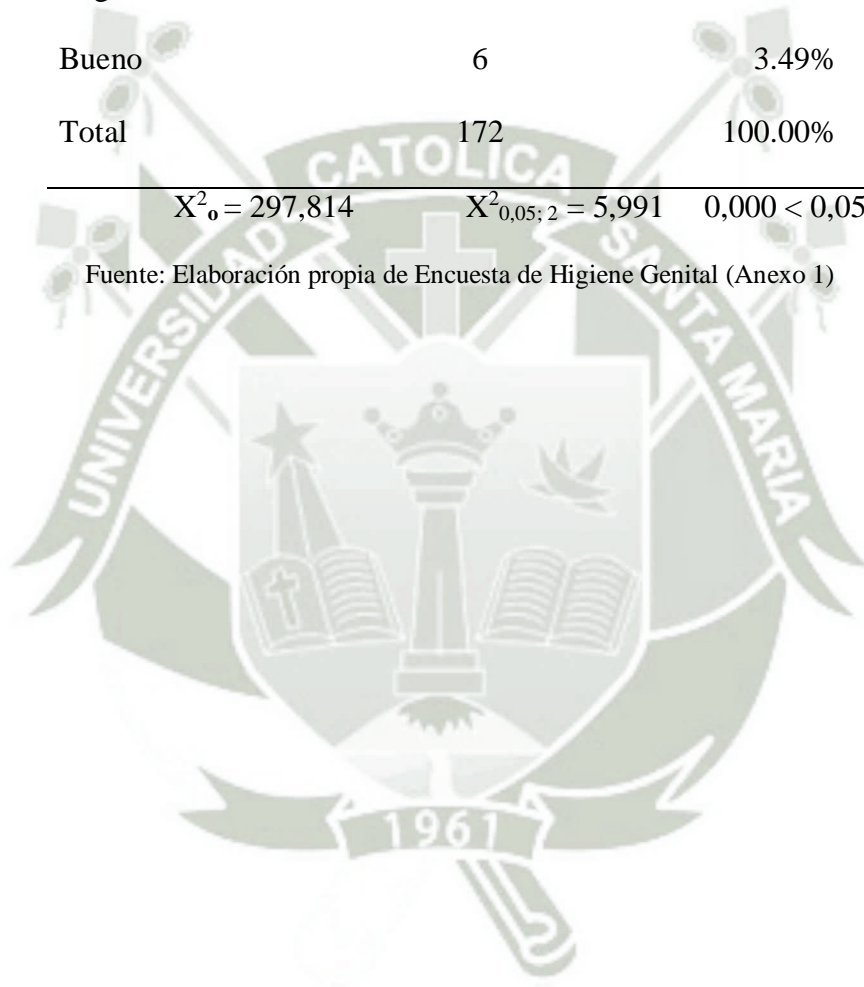 Bueno 6 3.49%
Total 172 100.00%
X²o = 297,814 X²0,05; 2 = 5,991 0,000 < 0,05
Fuente: Elaboración propia de Encuesta de Higiene Genital (Anexo 1)
UNIVERSIDAD CATOLICA SANTA MARIA
1961